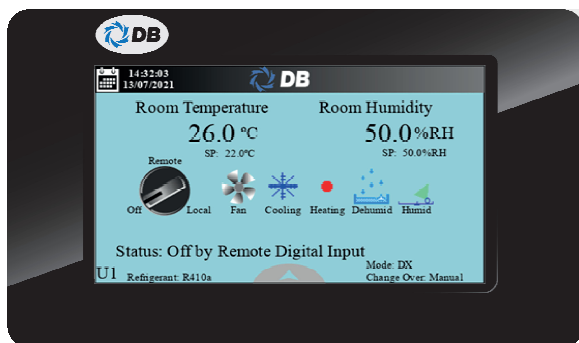 DB
14:32:03
13/07/2021
DB
Room Temperature
Room Humidity
26.0 ºC
50.0 %RH
SP: 22.0ºC
SP: 50.0%RH
Remote
Off
Local
Fan
Cooling
Heating
Dehumid
Humid
Status: Off by Remote Digital Input
Mode: DX
U1
Refrigerant: R410a
Change Over: Manual